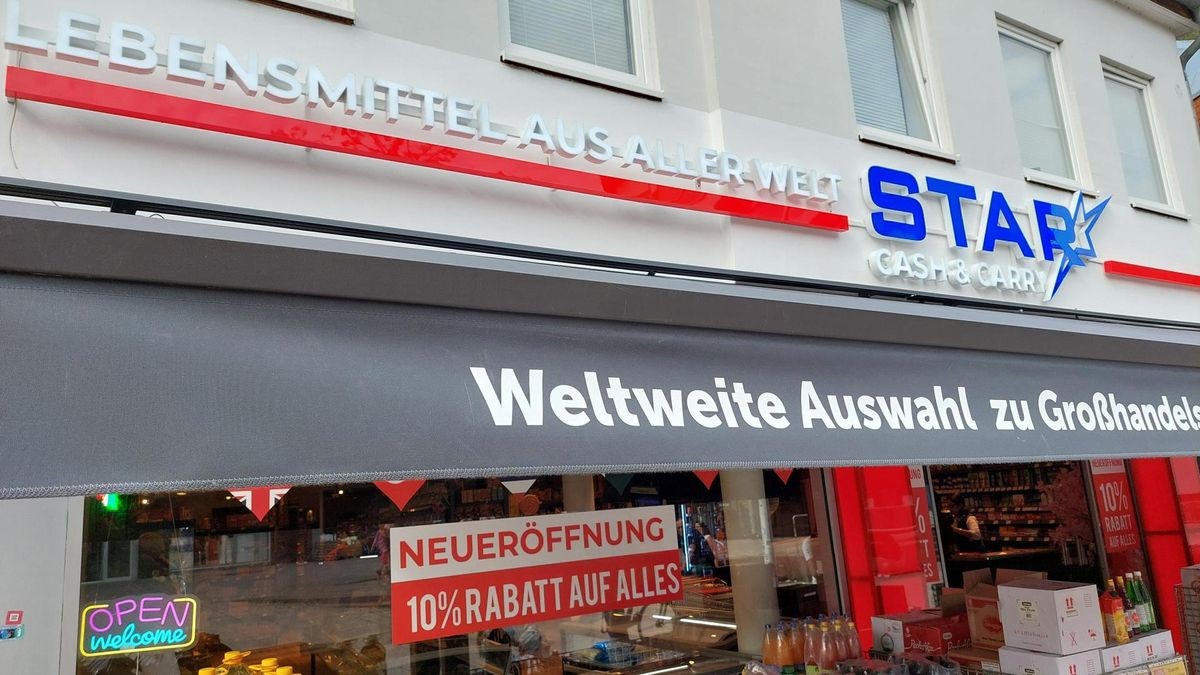 LEBENSMITTEL AUS ALLER WELT
STAR
CASH & CARRY
Weltweite Auswahl zu Großhandels
NEUERÖFFNUNG
10% RABATT AUF ALLES
OPEN
welcome
10%
RABATT
AUF ALLES